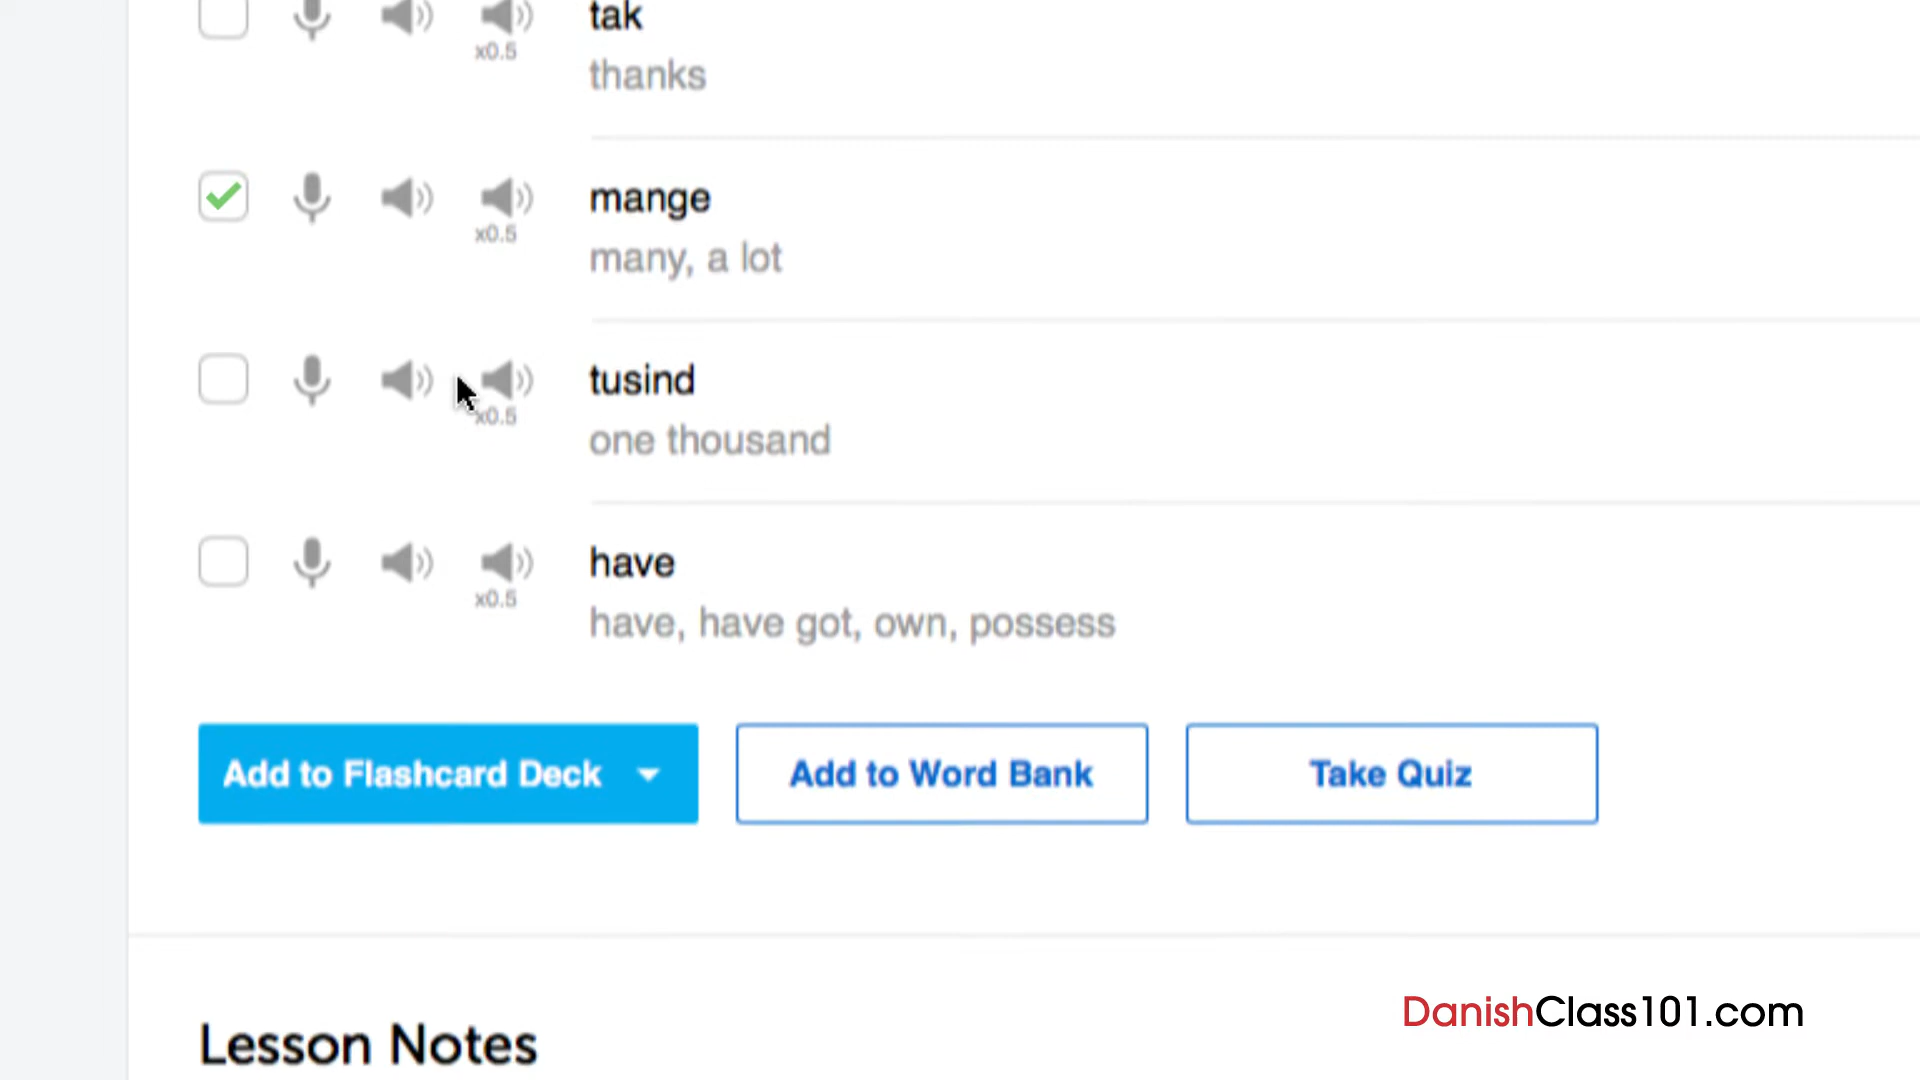 tak
x0.5
thanks
mange
x0.5
many, a lot
tusind
x0.5
one thousand
have
x0.5
have, have got, own, possess
Add to Flashcard Deck
Add to Word Bank
Take Quiz
DanishClass101.com
Lesson Notes